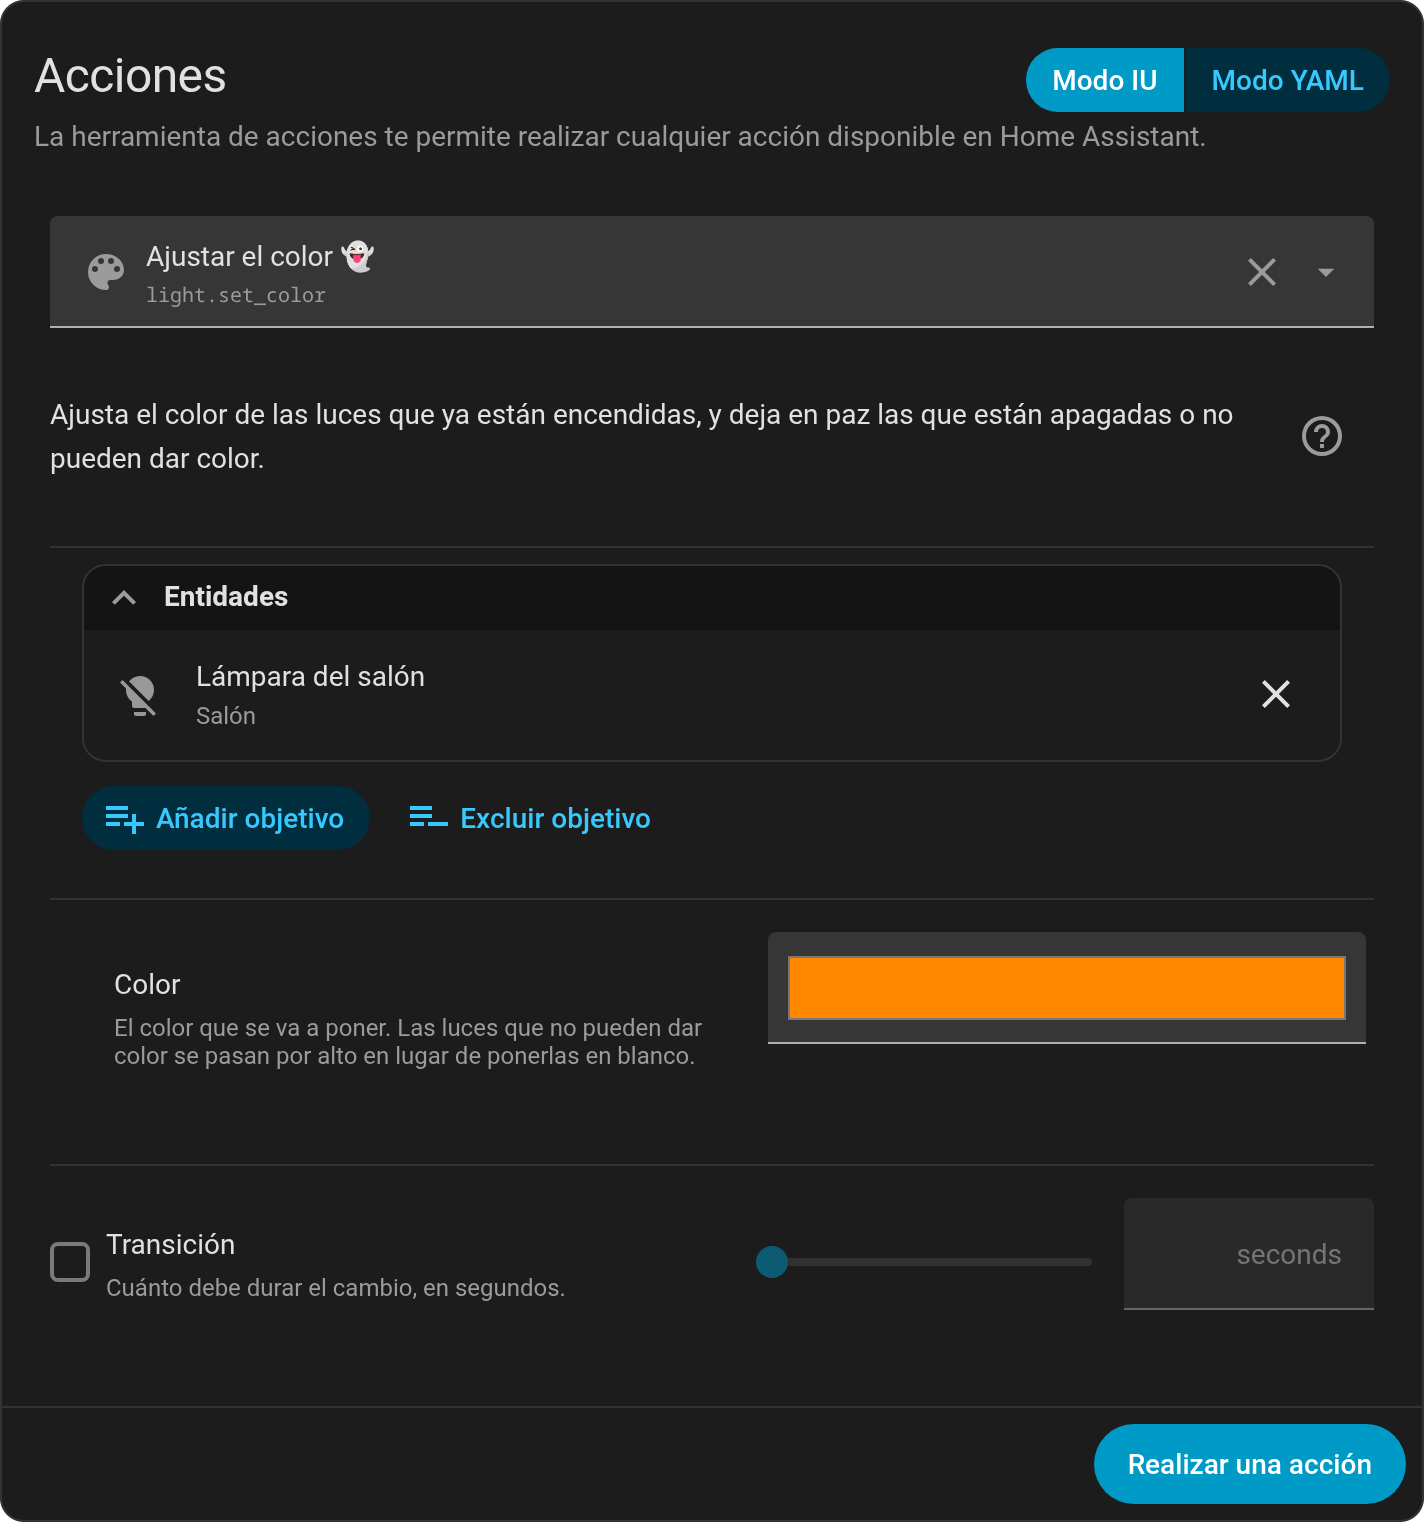 Acciones
Modo IU
Modo YAML
La herramienta de acciones te permite realizar cualquier acción disponible en Home Assistant.
Ajustar el color 👻
light.set_color
Ajusta el color de las luces que ya están encendidas, y deja en paz las que están apagadas o no
pueden dar color.
Entidades
Lámpara del salón
Salón
Añadir objetivo
Excluir objetivo
Color
El color que se va a poner. Las luces que no pueden dar
color se pasan por alto en lugar de ponerlas en blanco.
Transición
Cuánto debe durar el cambio, en segundos.
seconds
Realizar una acción